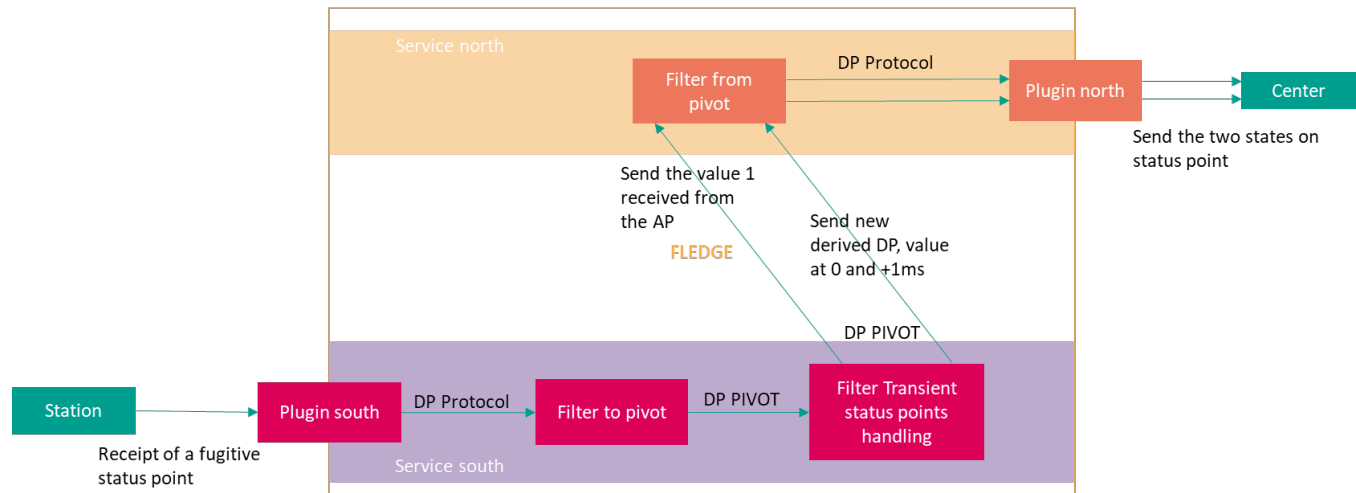 Service north
Filter from
pivot
DP Protocol
Plugin north
Center
Send the two states on
status point
Send the value 1
received from
the AP
Send new
derived DP, value
at 0 and +1ms
FLEDGE
DP PIVOT
Station
Plugin south
DP Protocol
Filter to pivot
DP PIVOT
Filter Transient
status points
handling
Receipt of a fugitive
status point
Service south